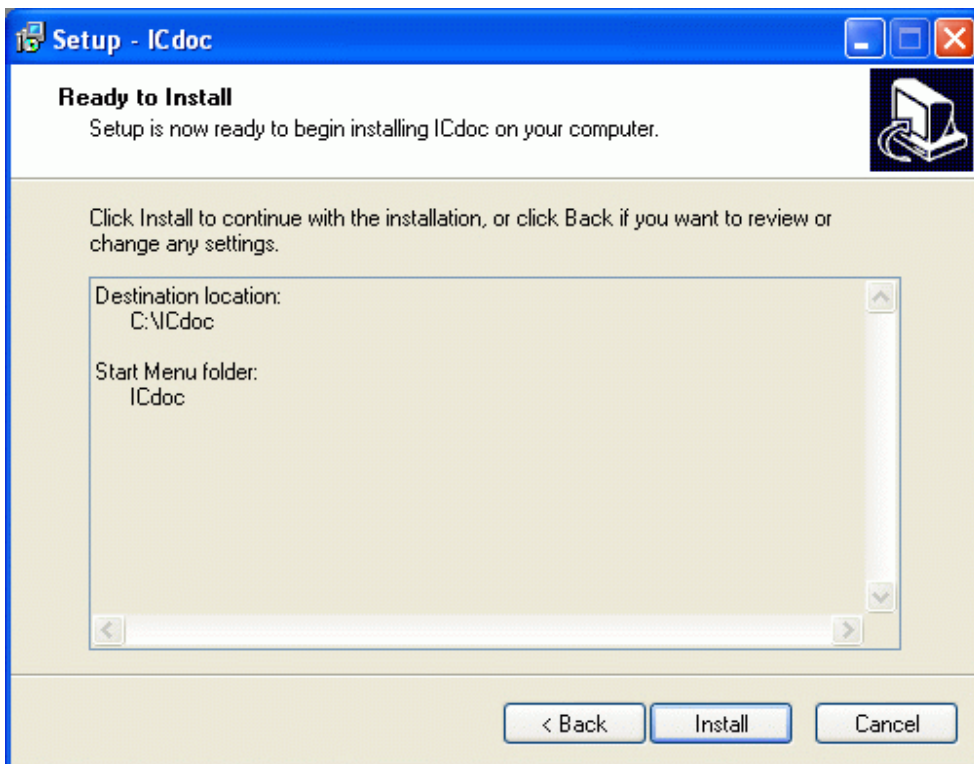 Setup - ICdoc
Ready to Install
Setup is now ready to begin installing ICdoc on your computer.
Click Install to continue with the installation, or click Back if you want to review or
change any settings.
Destination location:
C:\ICdoc
Start Menu folder:
ICdoc
< Back
Install
Cancel